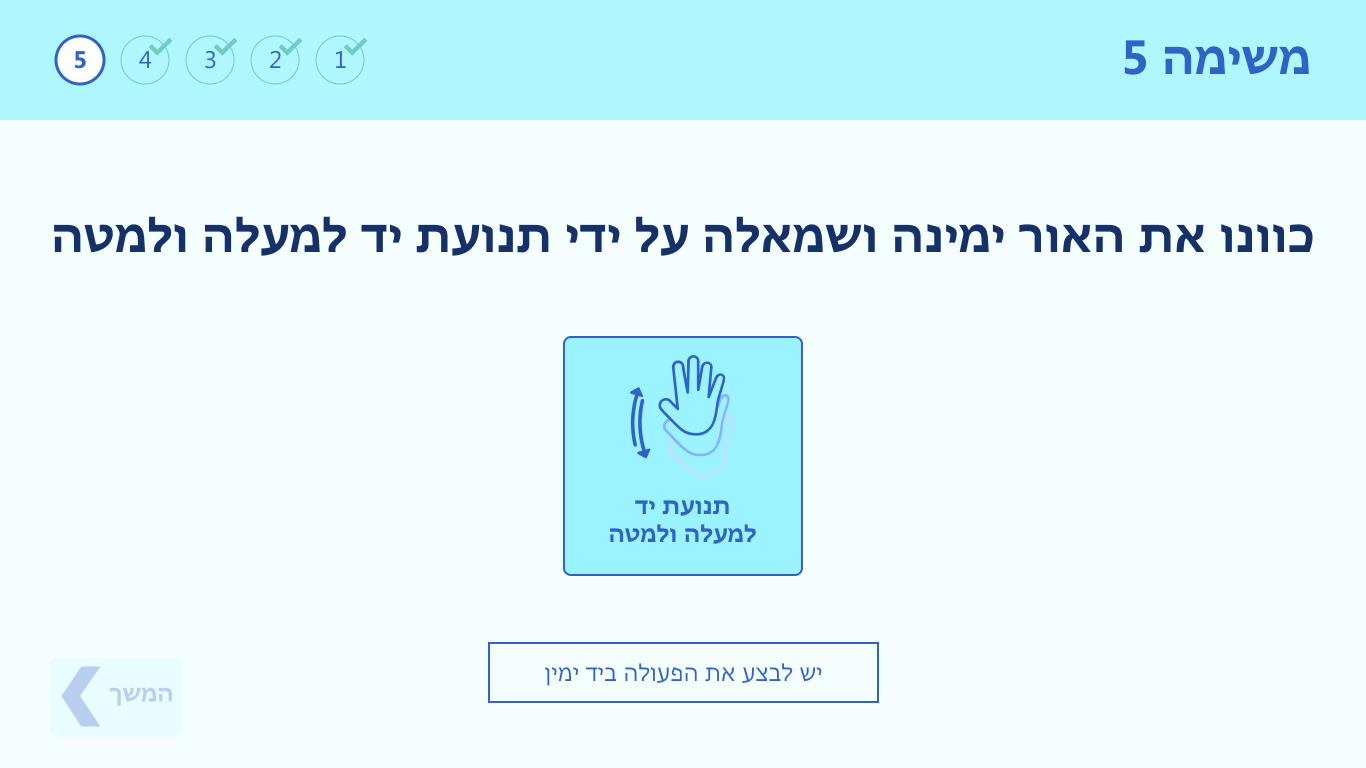 משימה 5
1 2 3 4 5
כוונו את האור ימינה ושמאלה על ידי תנועת יד למעלה ולמטה
תנועת יד
למעלה ולמטה
יש לבצע את הפעולה ביד ימין
המשך